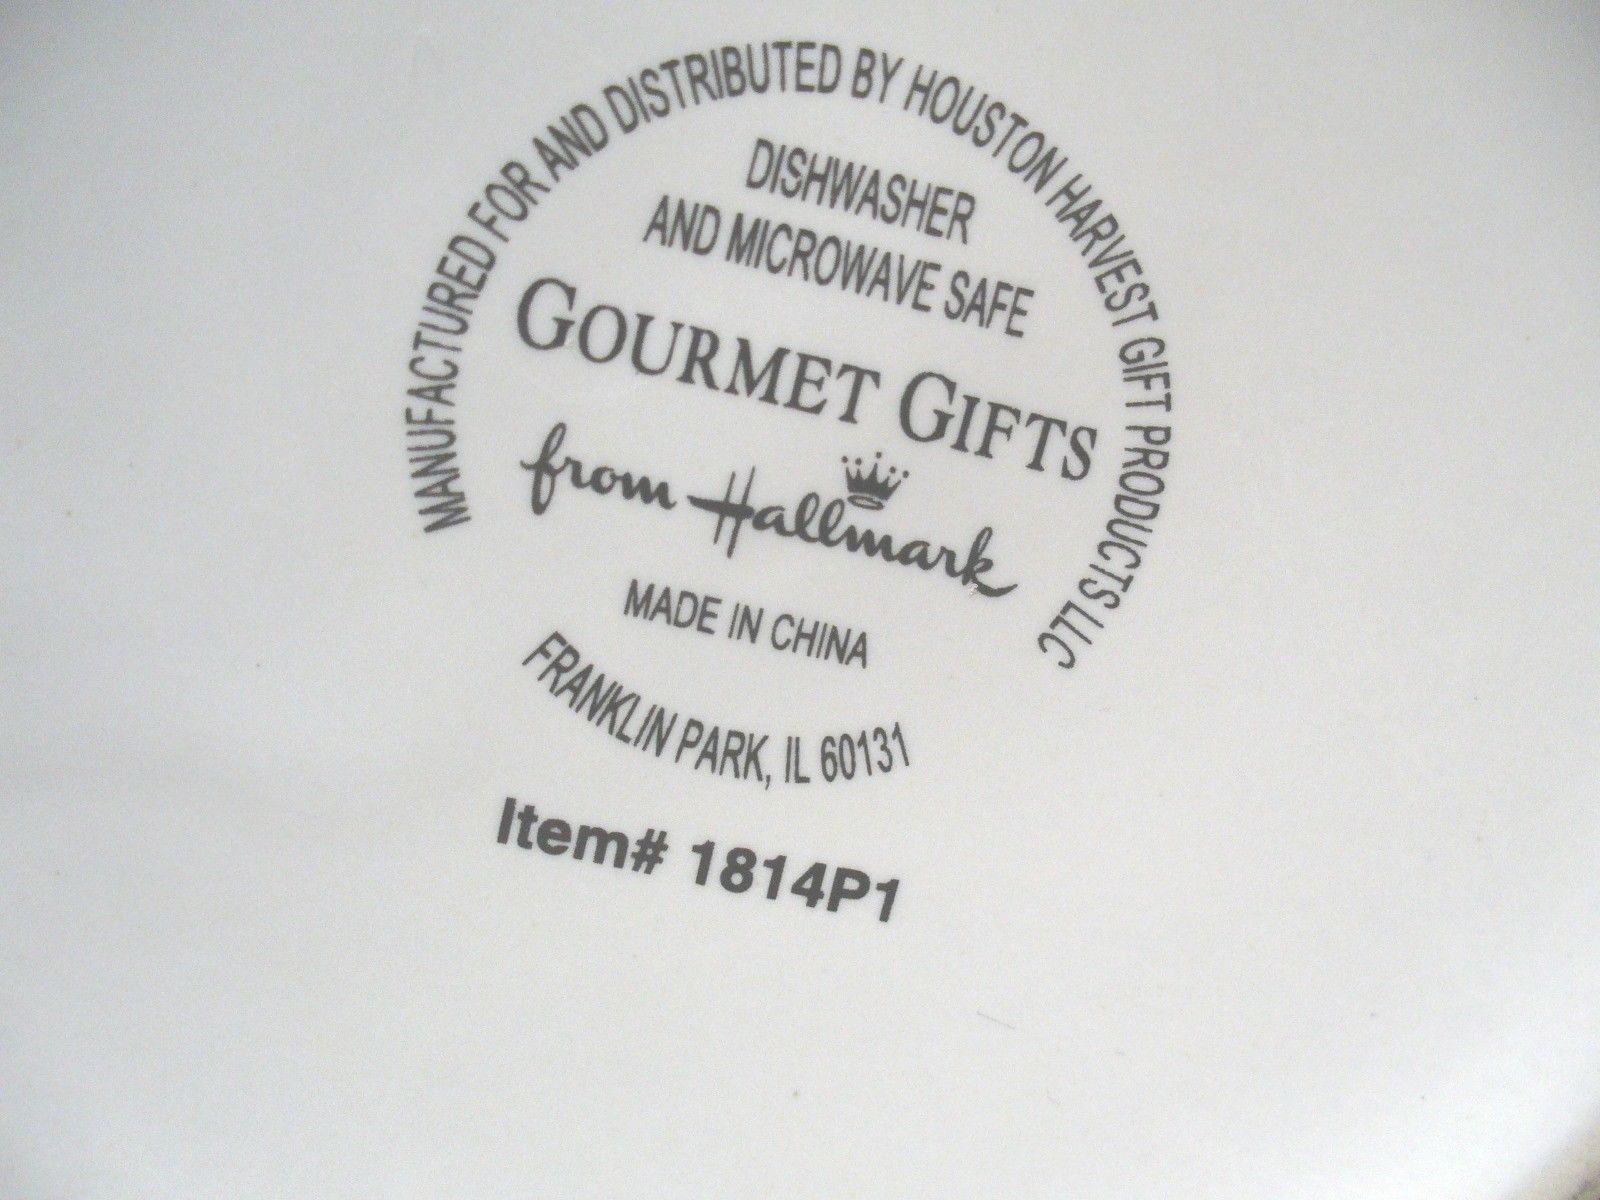 MANUFACTURED FOR AND DISTRIBUTED BY HOUSTON HARVEST GIFT PRODUCTS LLC
DISHWASHER
AND MICROWAVE SAFE
GOURMET GIFTS
from Hallmark
MADE IN CHINA
FRANKLIN PARK, IL 60131
Item# 1814P1